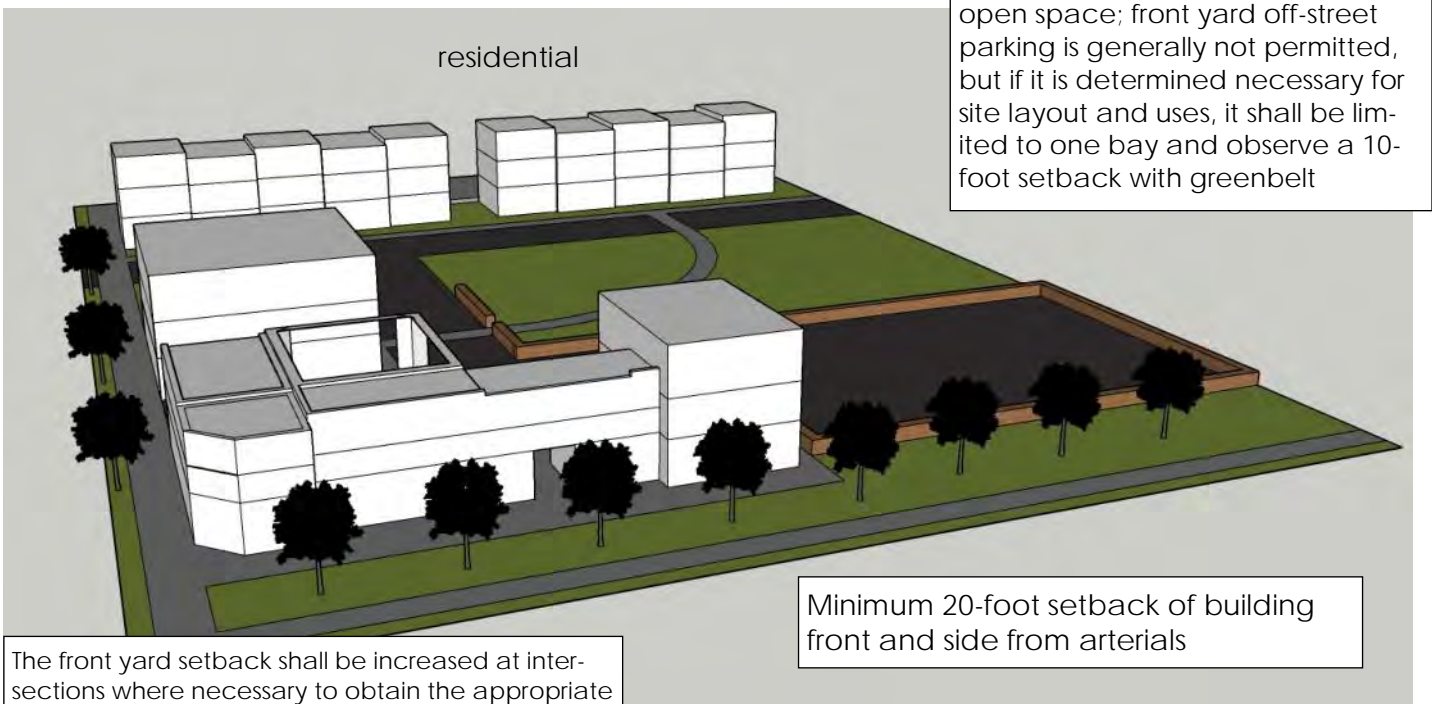 open space; front yard off-street
parking is generally not permitted,
but if it is determined necessary for
site layout and uses, it shall be lim-
ited to one bay and observe a 10-
foot setback with greenbelt
residential
Minimum 20-foot setback of building
front and side from arterials
The front yard setback shall be increased at inter-
sections where necessary to obtain the appropriate